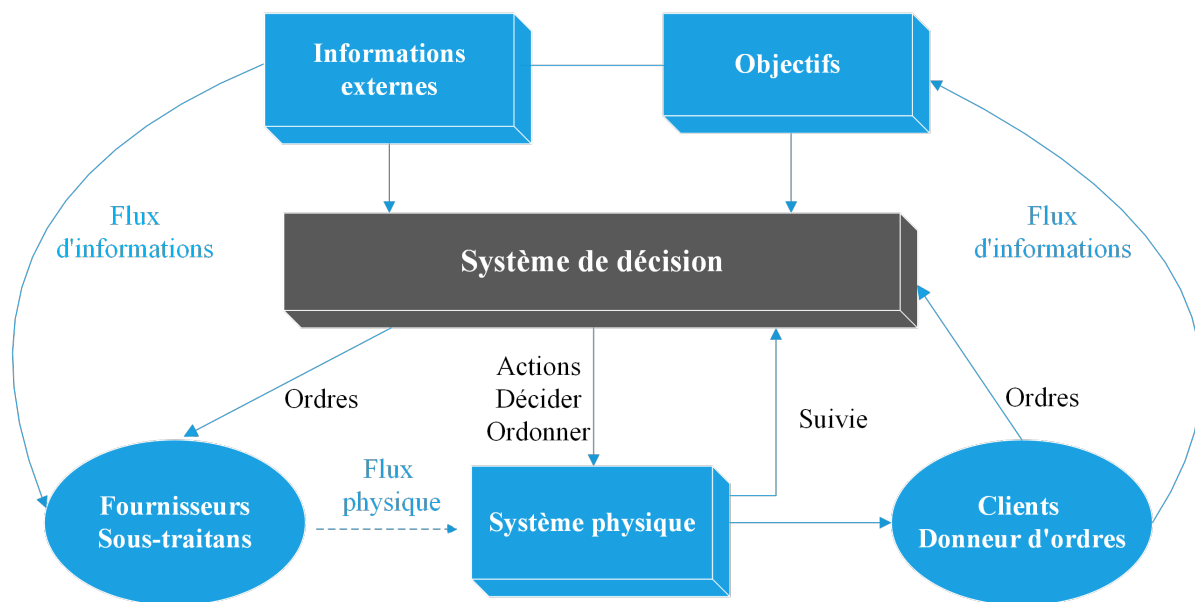 Informations
externes
Objectifs
Flux
d'informations
Flux
d'informations
Système de décision
Ordres
Actions
Décider
Ordonner
Suivie
Ordres
Flux
physique
Fournisseurs
Sous-traitans
Système physique
Clients
Donneur d'ordres